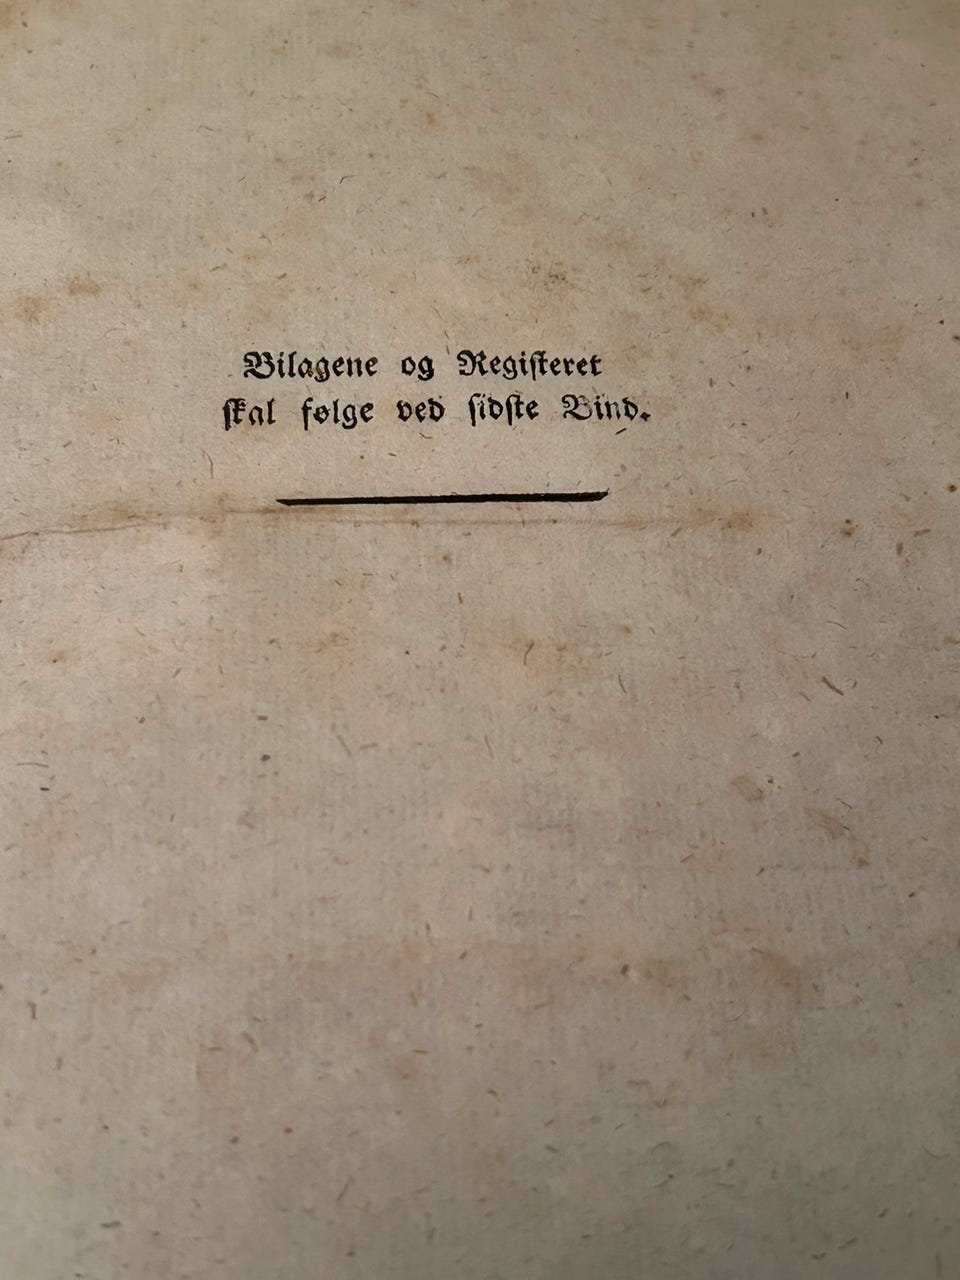 Bilagene og Registeret
skal følge ved sidste Bind.